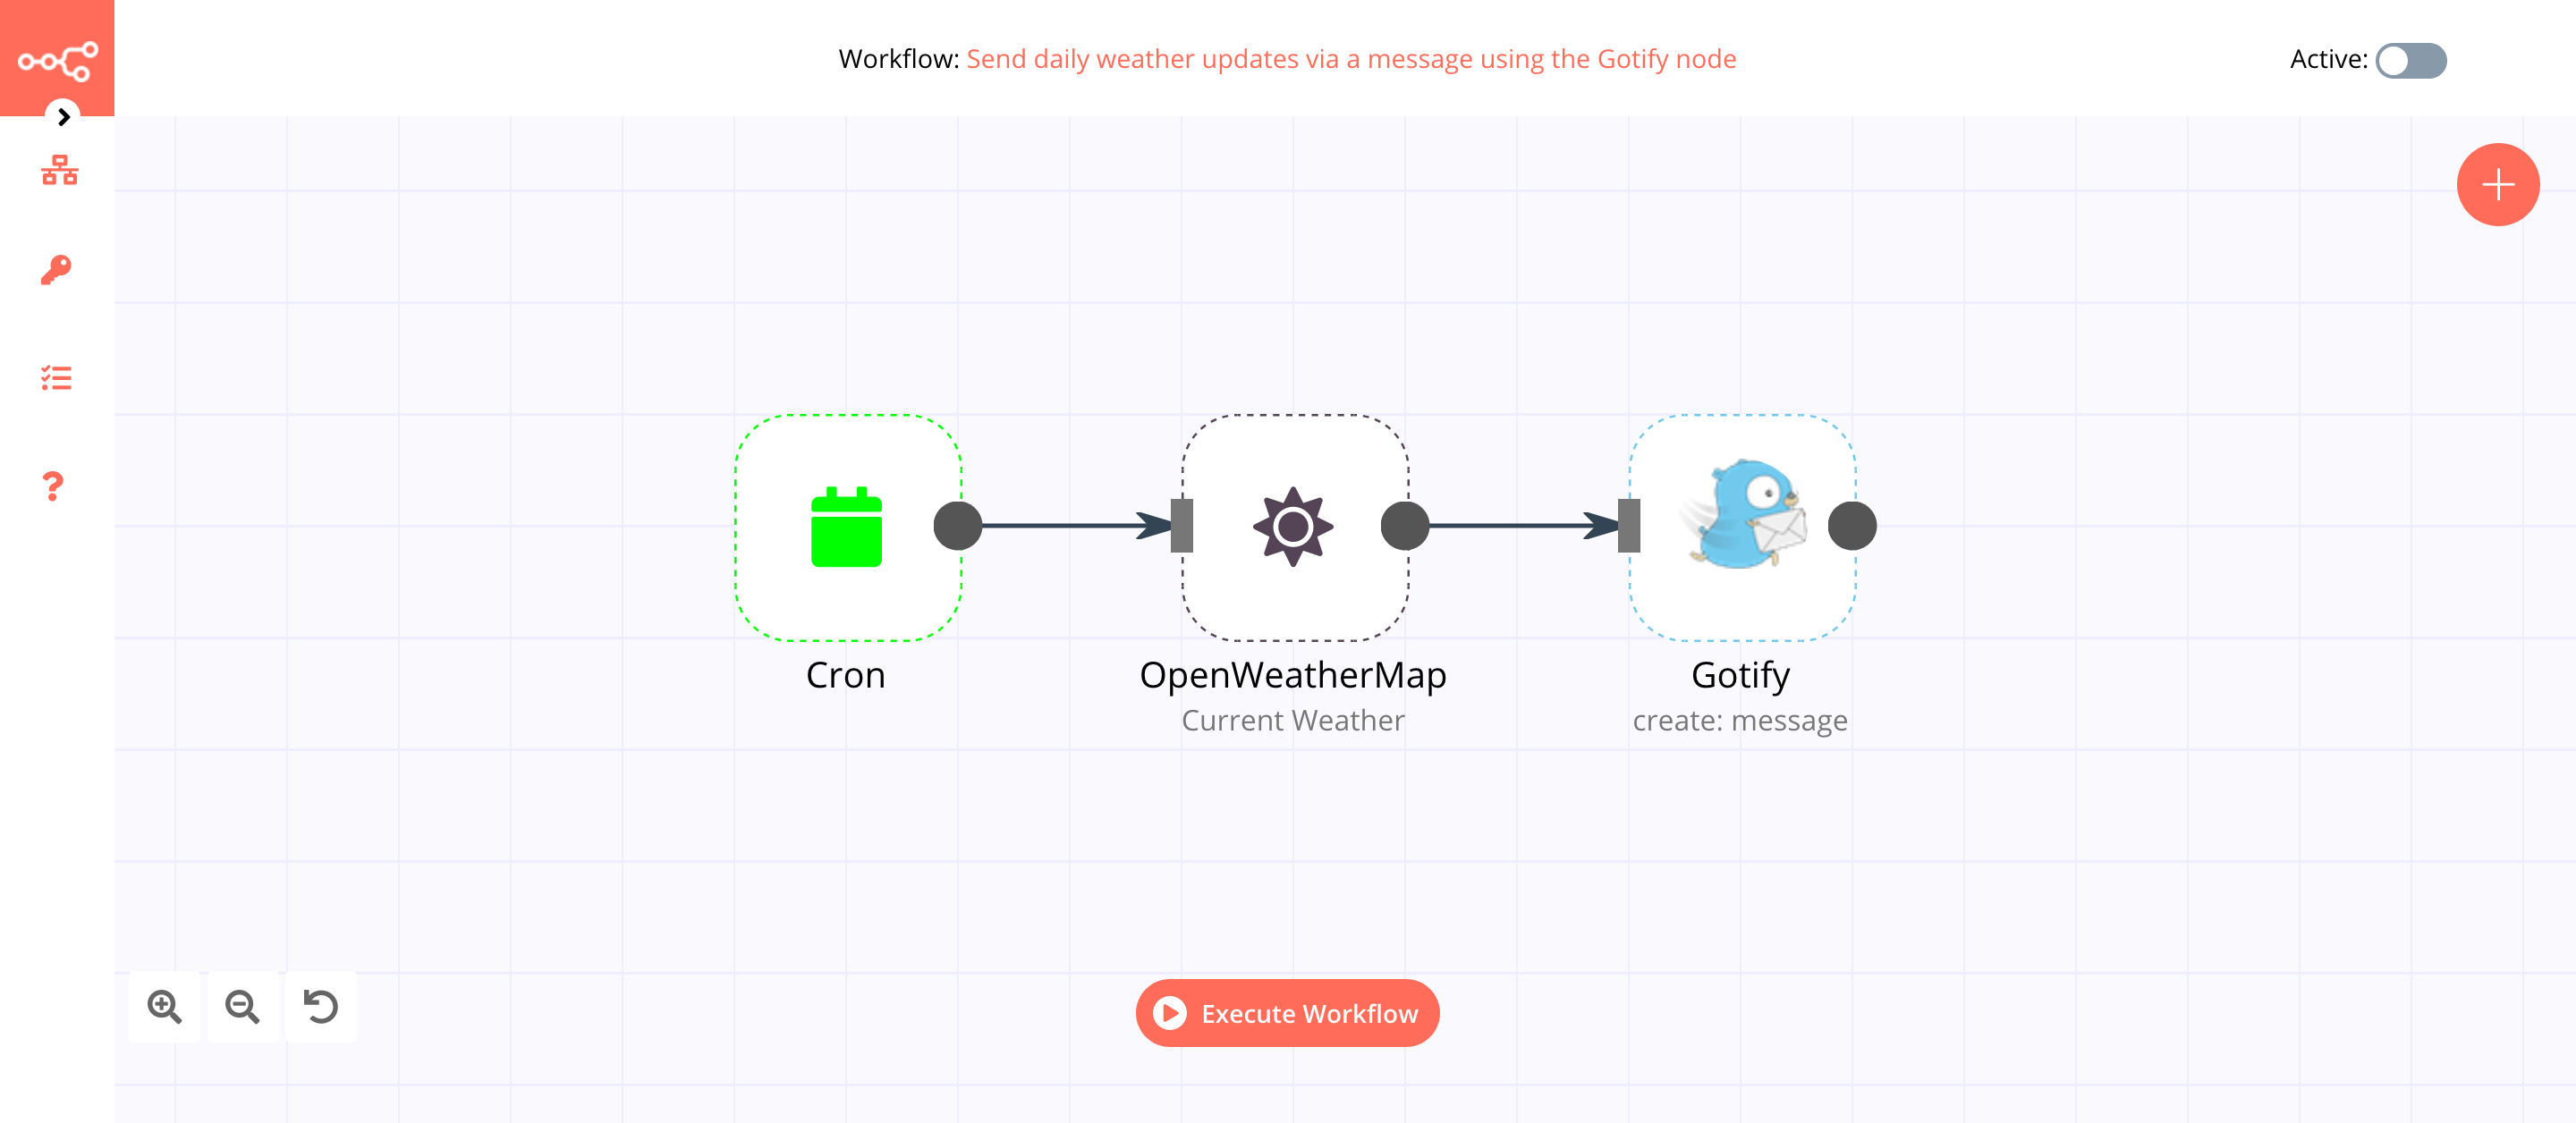 Workflow: Send daily weather updates via a message using the Gotify node
Active:
Cron
OpenWeatherMap
Current Weather
Gotify
create: message
Execute Workflow